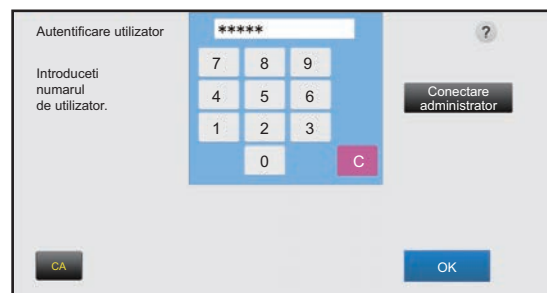 Autentificare utilizator
*****
?
Introduceti
numarul
de utilizator.
7 8 9
4 5 6
1 2 3
0 C
Conectare
administrator
CA
OK